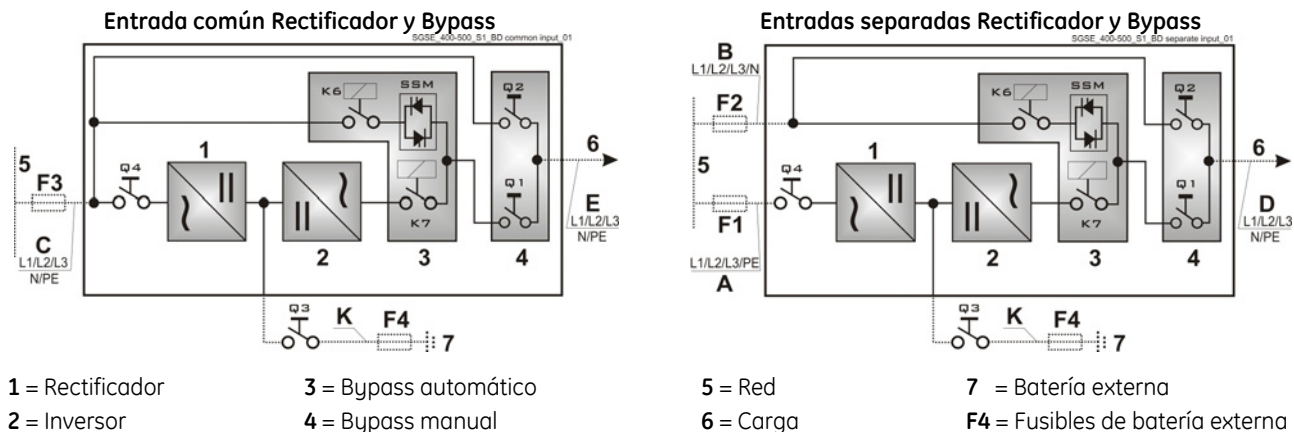 Entrada común Rectificador y Bypass
SGSE_400-500_S1_BD common input_01
K6
SSM
Q2
5
F3
Q4
1
6
E
L1/L2/L3
N/PE
C
L1/L2/L3
N/PE
Q1
K7
2
3
4
Q3
K
F4
7
Entradas separadas Rectificador y Bypass
SGSE_400-500_S1_BD separate input_01
B
L1/L2/L3/N
F2
K6
SSM
Q2
5
Q4
1
6
F1
D
L1/L2/L3
N/PE
Q1
K7
L1/L2/L3/PE
A
2
3
4
Q3
K
F4
7
1 = Rectificador
3 = Bypass automático
5 = Red
7 = Batería externa
2 = Inversor
4 = Bypass manual
6 = Carga
F4 = Fusibles de batería externa